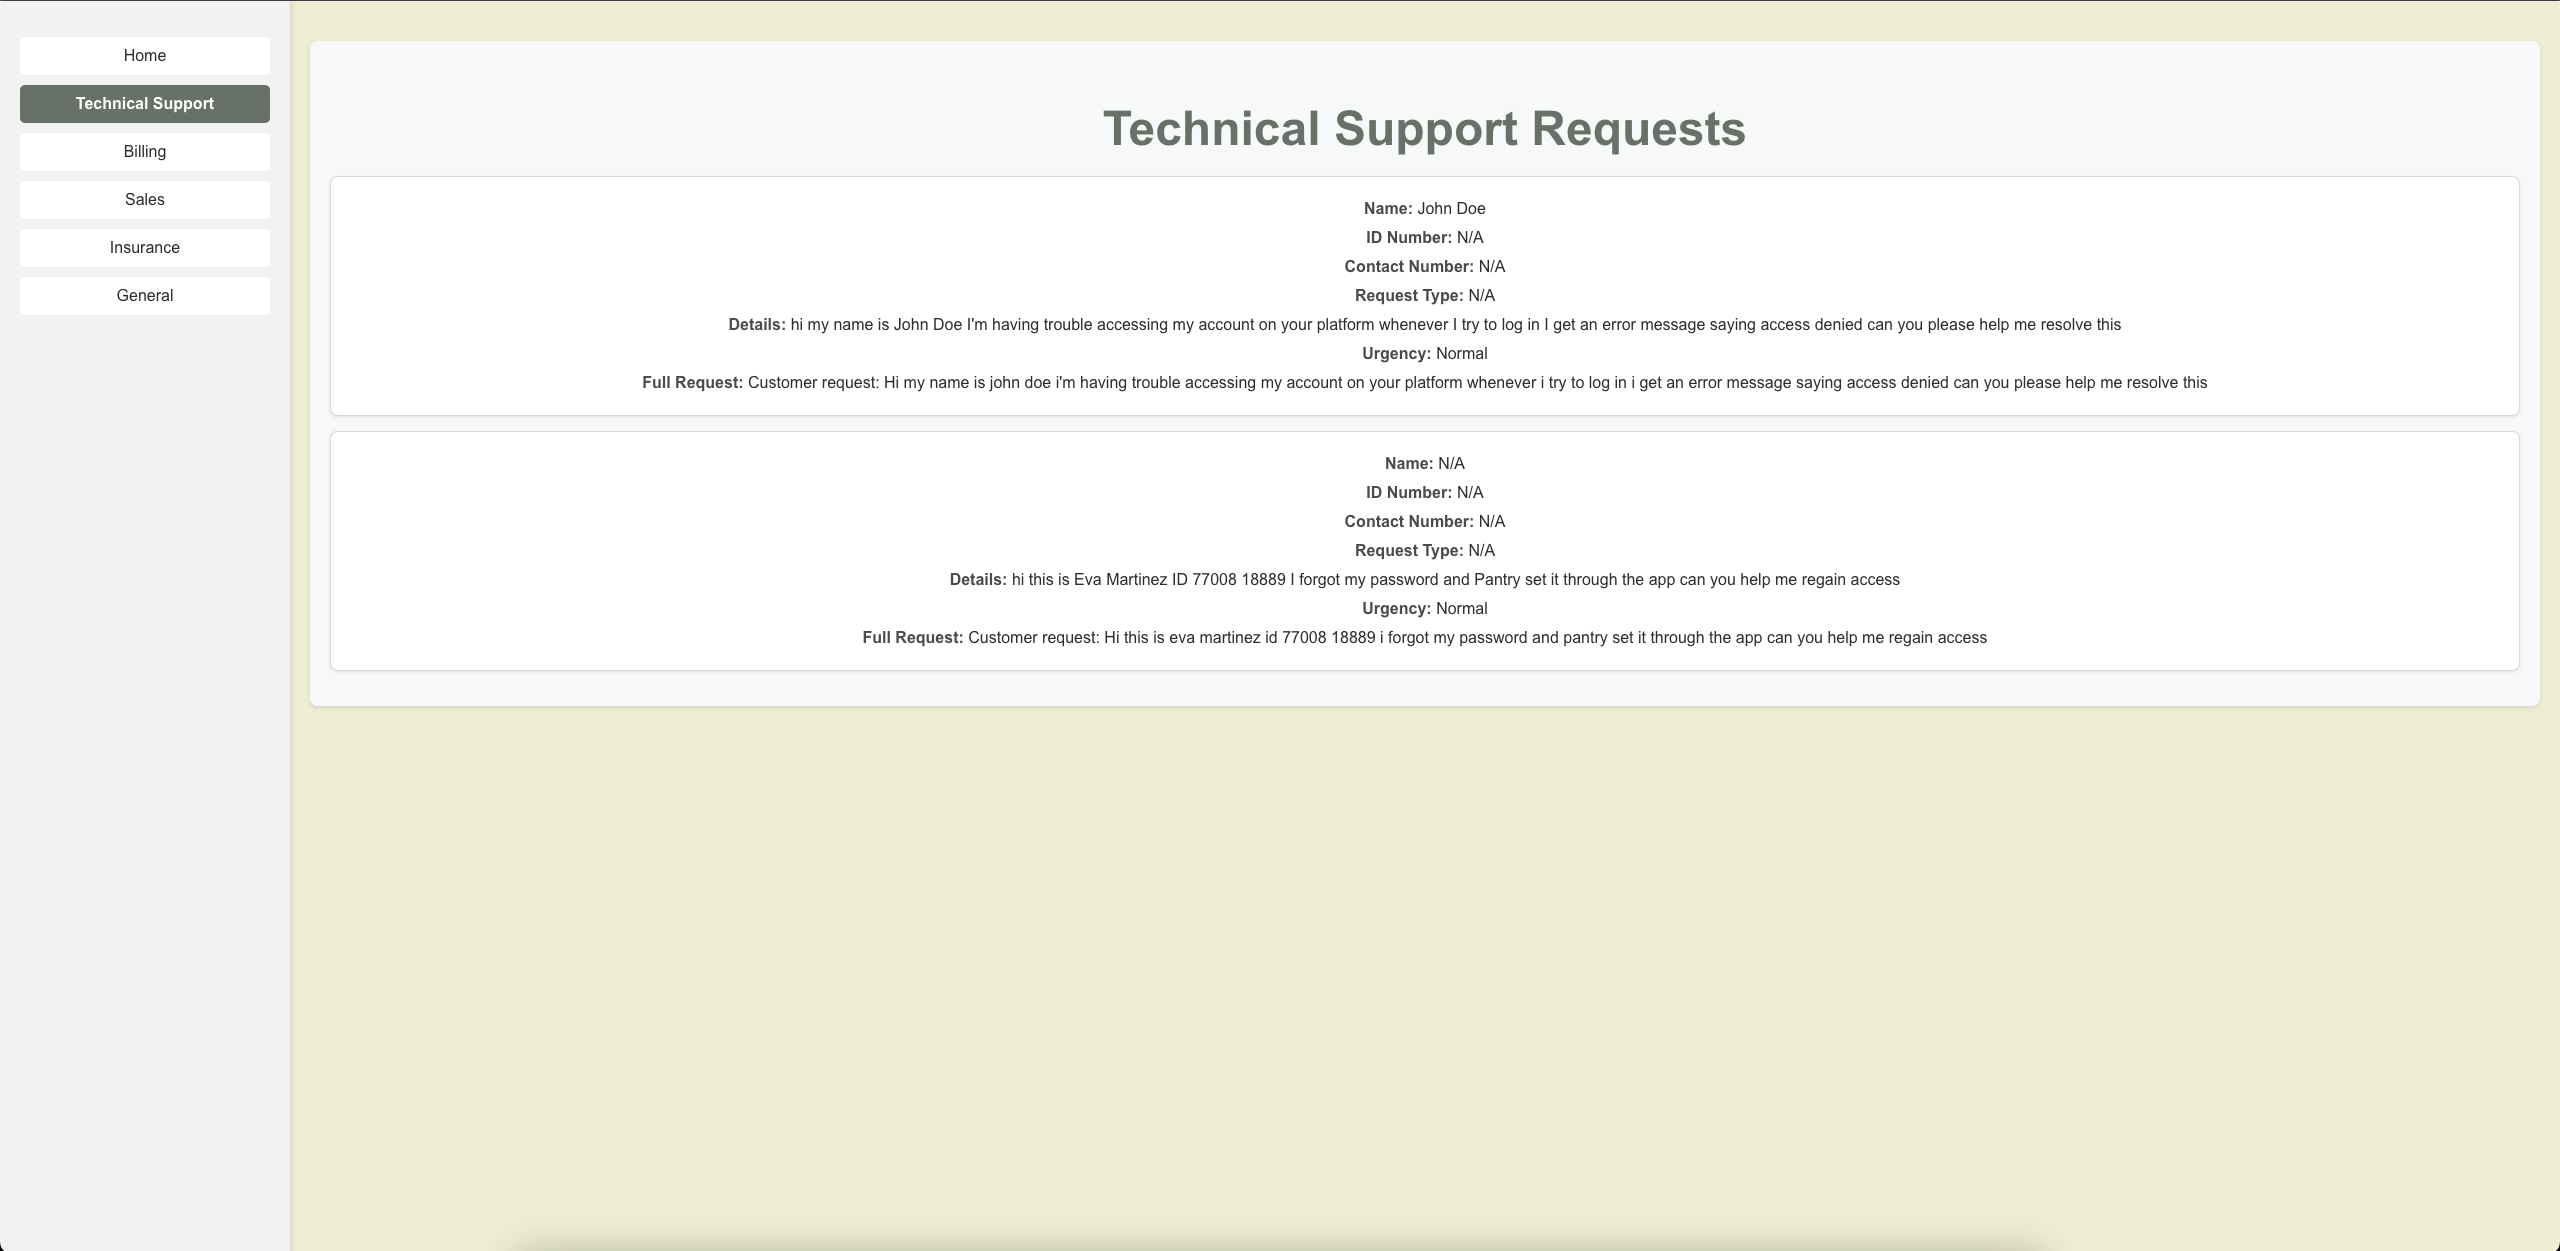 Home
Technical Support
Billing
Sales
Insurance
General
Technical Support Requests
Name: John Doe
ID Number: N/A
Contact Number: N/A
Request Type: N/A
Details: hi my name is John Doe I'm having trouble accessing my account on your platform whenever I try to log in I get an error message saying access denied can you please help me resolve this
Urgency: Normal
Full Request: Customer request: Hi my name is john doe i'm having trouble accessing my account on your platform whenever i try to log in i get an error message saying access denied can you please help me resolve this
Name: N/A
ID Number: N/A
Contact Number: N/A
Request Type: N/A
Details: hi this is Eva Martinez ID 77008 18889 I forgot my password and Pantry set it through the app can you help me regain access
Urgency: Normal
Full Request: Customer request: Hi this is eva martinez id 77008 18889 i forgot my password and pantry set it through the app can you help me regain access